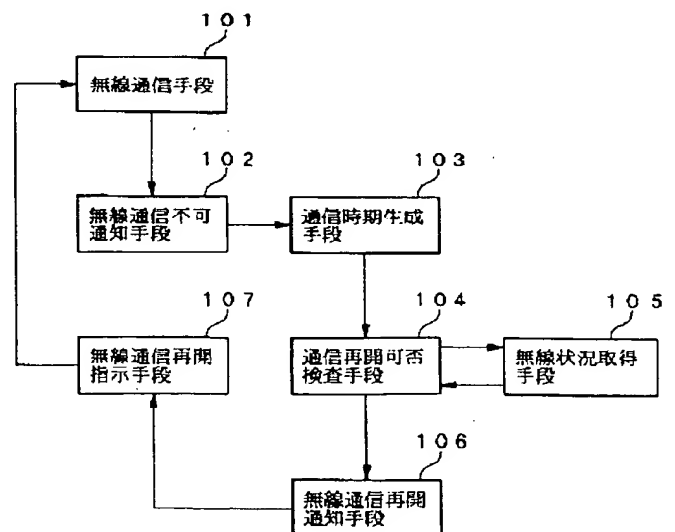 101
無線通信手段
102
無線通信不可
通知手段
103
通信時期生成
手段
107
無線通信再開
指示手段
104
通信再開可否
検査手段
105
無線状況取得
手段
106
無線通信再開
通知手段